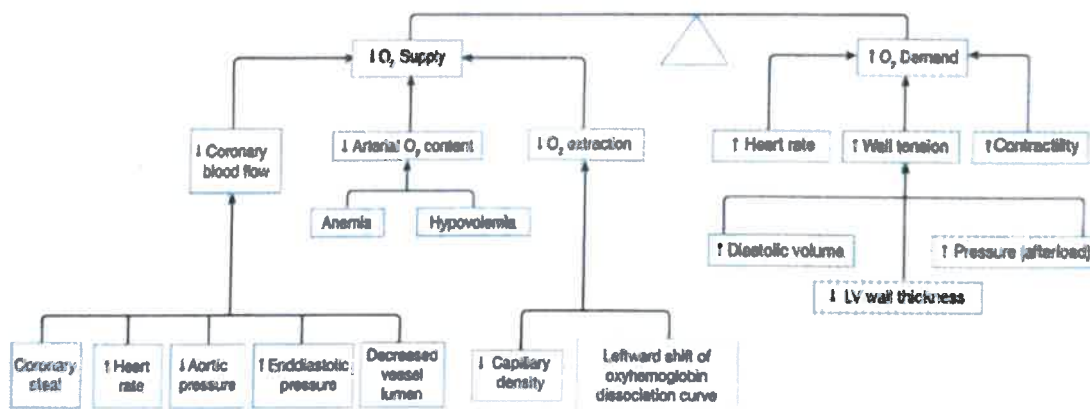 ↓ O₂ Supply
↑ O₂ Demand
↓ Coronary
blood flow
↓ Arterial O₂ content
↓ O₂ extraction
↑ Heart rate
↑ Wall tension
↑ Contractility
Anemia
Hypovolemia
↑ Diastolic volume
↑ Pressure (afterload)
↓ LV wall thickness
Coronary
steal
↑ Heart
rate
↓ Aortic
pressure
↑ Enddiastolic
pressure
Decreased
vessel
lumen
↓ Capillary
density
Leftward shift of
oxyhemoglobin
dissociation curve